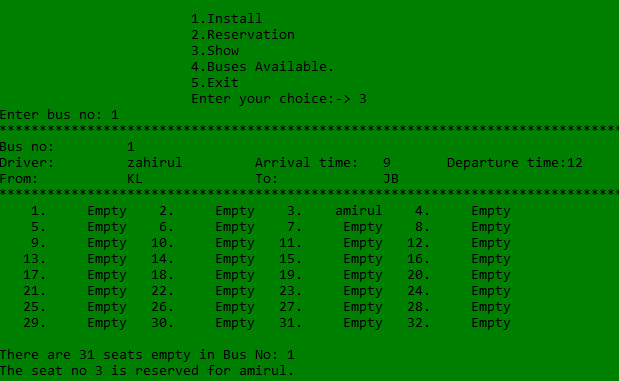 1.Install
2.Reservation
3.Show
4.Buses Available.
5.Exit
Enter your choice:-> 3
Enter bus no: 1
******************************************************************************
Bus no: 1
Driver: zahirul Arrival time: 9 Departure time:12
From: KL To: JB
******************************************************************************
1. Empty 2. Empty 3. amirul 4. Empty
5. Empty 6. Empty 7. Empty 8. Empty
9. Empty 10. Empty 11. Empty 12. Empty
13. Empty 14. Empty 15. Empty 16. Empty
17. Empty 18. Empty 19. Empty 20. Empty
21. Empty 22. Empty 23. Empty 24. Empty
25. Empty 26. Empty 27. Empty 28. Empty
29. Empty 30. Empty 31. Empty 32. Empty
There are 31 seats empty in Bus No: 1
The seat no 3 is reserved for amirul.